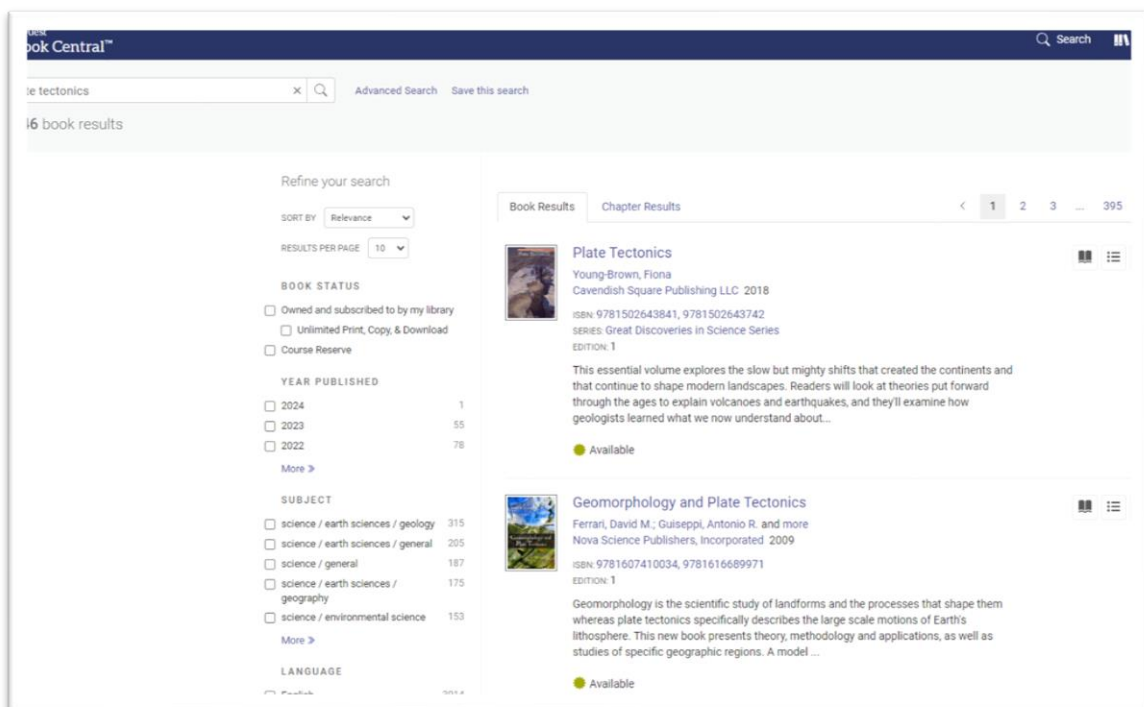 ook Central™
Search
te tectonics
Advanced Search Save this search
46 book results
Refine your search
SORT BY Relevance
RESULTS PER PAGE 10
BOOK STATUS
Owned and subscribed to by my library
Unlimited Print, Copy, & Download
Course Reserve
YEAR PUBLISHED
2024 1
2023 55
2022 78
More »
SUBJECT
science / earth sciences / geology 315
science / earth sciences / general 205
science / general 187
science / earth sciences / 175
geography
science / environmental science 153
More »
LANGUAGE
Book Results Chapter Results < 1 2 3 ... 395
Plate Tectonics
Young-Brown, Fiona
Cavendish Square Publishing LLC 2018
ISBN: 9781502643841, 9781502643742
SERIES: Great Discoveries in Science Series
EDITION: 1
This essential volume explores the slow but mighty shifts that created the continents and
that continue to shape modern landscapes. Readers will look at theories put forward
through the ages to explain volcanoes and earthquakes, and they'll examine how
geologists learned what we now understand about...
Available
Geomorphology and Plate Tectonics
Ferrari, David M.; Guiseppi, Antonio R. and more
Nova Science Publishers, Incorporated 2009
ISBN: 9781607410034, 9781616689971
EDITION: 1
Geomorphology is the scientific study of landforms and the processes that shape them
whereas plate tectonics specifically describes the large scale motions of Earth's
lithosphere. This new book presents theory, methodology and applications, as well as
studies of specific geographic regions. A model ...
Available